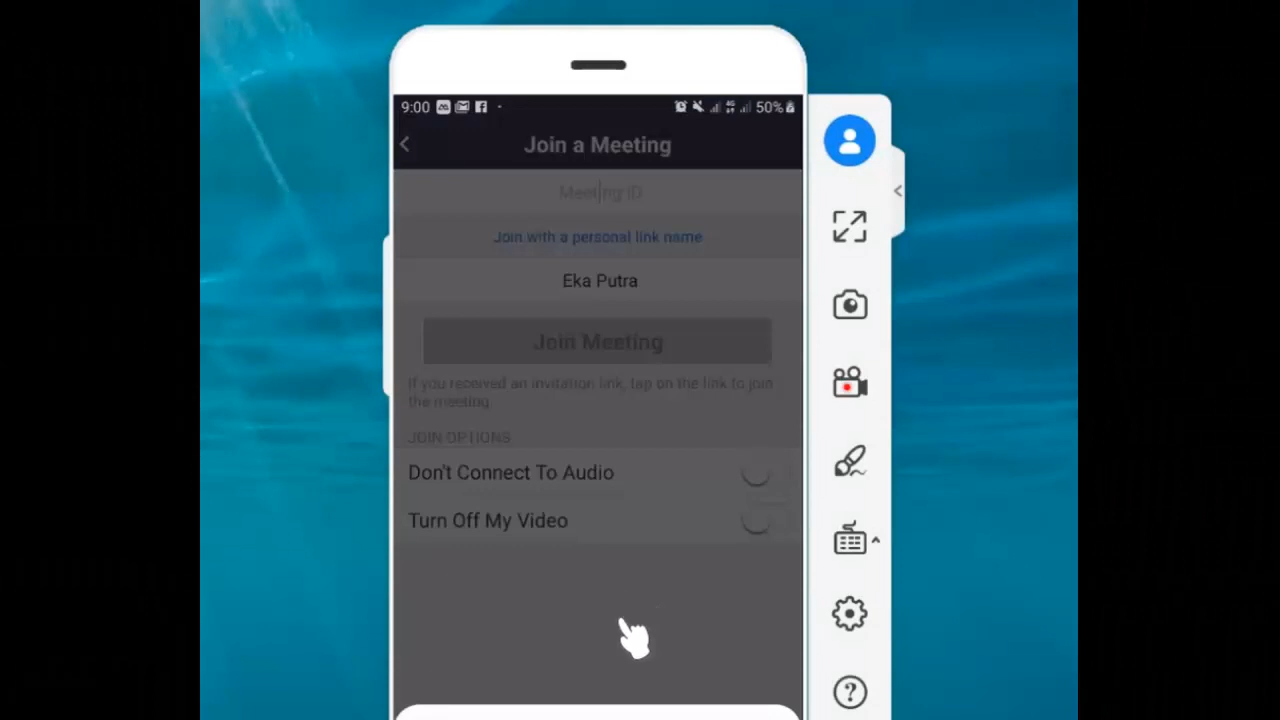 9:00
50%
Join a Meeting
Meeting ID
Join with a personal link name
Eka Putra
Join Meeting
If you received an invitation link, tap on the link to join
the meeting.
JOIN OPTIONS
Don't Connect To Audio
Turn Off My Video